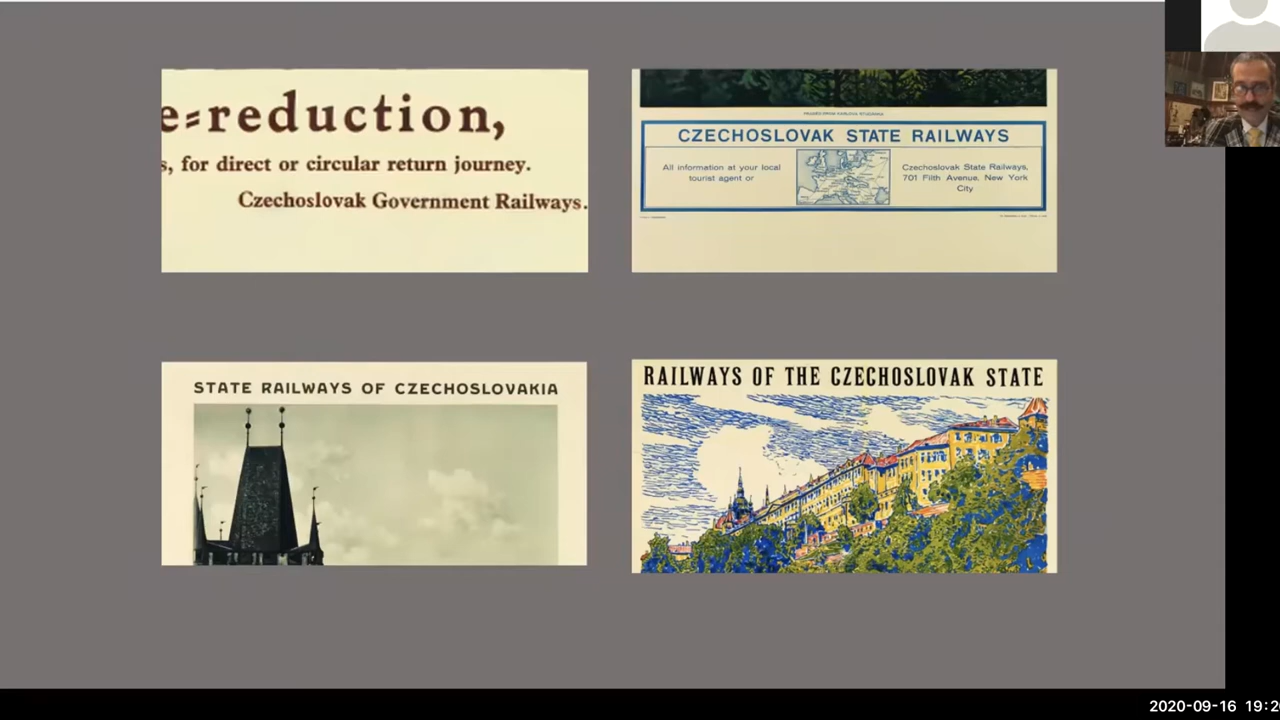 e=reduction,
s, for direct or circular return journey.
Czechoslovak Government Railways.
CZECHOSLOVAK STATE RAILWAYS
All information at your local
tourist agent or
Czechoslovak State Railways,
701 Fifth Avenue, New York
City
STATE RAILWAYS OF CZECHOSLOVAKIA
RAILWAYS OF THE CZECHOSLOVAK STATE
2020-09-16 19:2